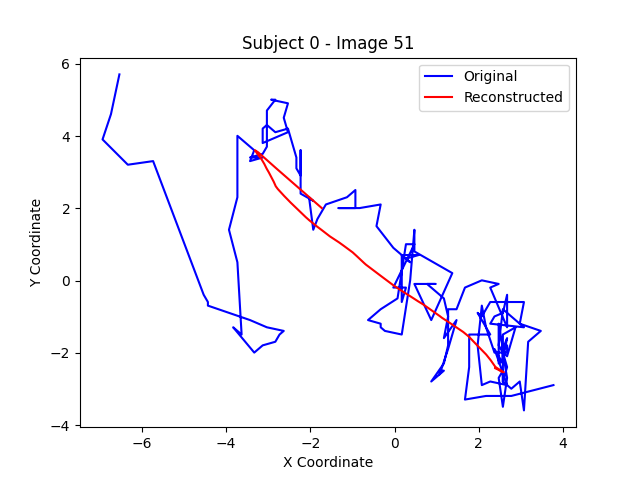 Subject 0 - Image 51
Original
Reconstructed
Y Coordinate
6
4
2
0
−2
−4
−6
−4
−2
0
2
4
X Coordinate